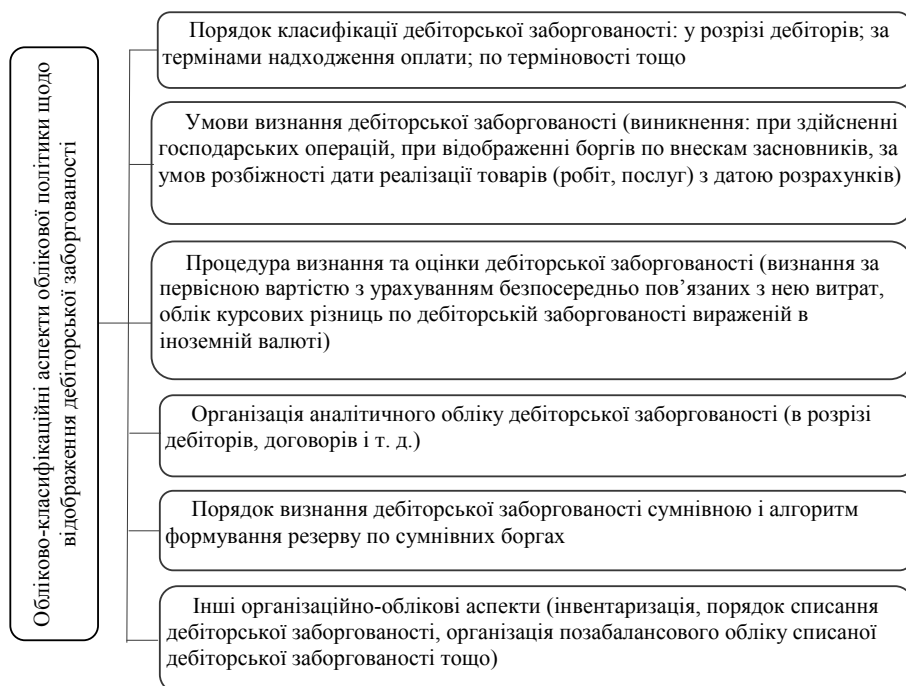 Обліково-класифікаційні аспекти облікової політики щодо
відображення дебіторської заборгованості
Порядок класифікації дебіторської заборгованості: у розрізі дебіторів; за
термінами надходження оплати; по терміновості тощо
Умови визнання дебіторської заборгованості (виникнення: при здійсненні
господарських операцій, при відображенні боргів по внескам засновників, за
умов розбіжності дати реалізації товарів (робіт, послуг) з датою розрахунків)
Процедура визнання та оцінки дебіторської заборгованості (визнання за
первісною вартістю з урахуванням безпосередньо пов’язаних з нею витрат,
облік курсових різниць по дебіторській заборгованості вираженій в
іноземній валюті)
Організація аналітичного обліку дебіторської заборгованості (в розрізі
дебіторів, договорів і т. д.)
Порядок визнання дебіторської заборгованості сумнівною і алгоритм
формування резерву по сумнівних боргах
Інші організаційно-облікові аспекти (інвентаризація, порядок списання
дебіторської заборгованості, організація позабалансового обліку списаної
дебіторської заборгованості тощо)